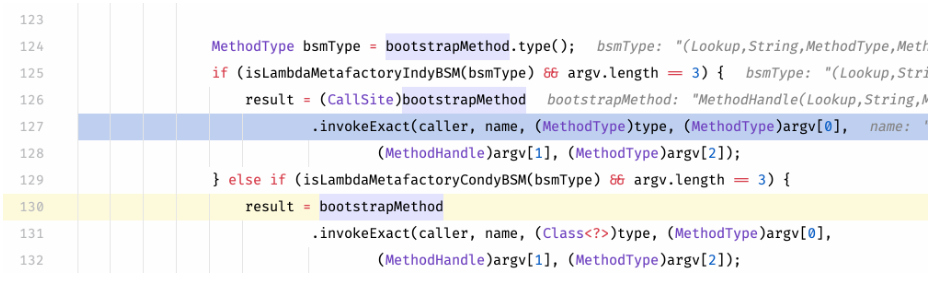 123
124 MethodType bsmType = bootstrapMethod.type(); bsmType: "(Lookup,String,MethodType,Meth
125 if (isLambdaMetafactoryIndyBSM(bsmType) && argv.length == 3) { bsmType: "(Lookup,Stri
126 result = (CallSite)bootstrapMethod bootstrapMethod: "MethodHandle(Lookup,String,M
127 .invokeExact(caller, name, (MethodType)type, (MethodType)argv[0], name: "
128 (MethodHandle)argv[1], (MethodType)argv[2]);
129 } else if (isLambdaMetafactoryCondyBSM(bsmType) && argv.length == 3) {
130 result = bootstrapMethod
131 .invokeExact(caller, name, (Class<?>)type, (MethodType)argv[0],
132 (MethodHandle)argv[1], (MethodType)argv[2]);